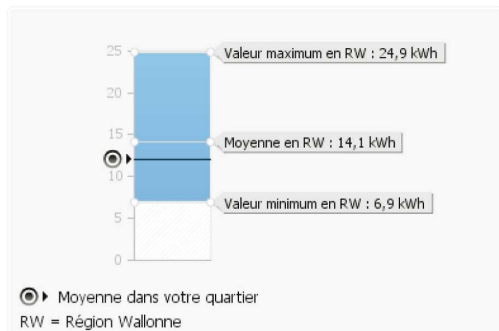 25
Valeur maximum en RW : 24,9 kWh
20
15
Moyenne en RW : 14,1 kWh
10
Valeur minimum en RW : 6,9 kWh
5
0
Moyenne dans votre quartier
RW = Région Wallonne